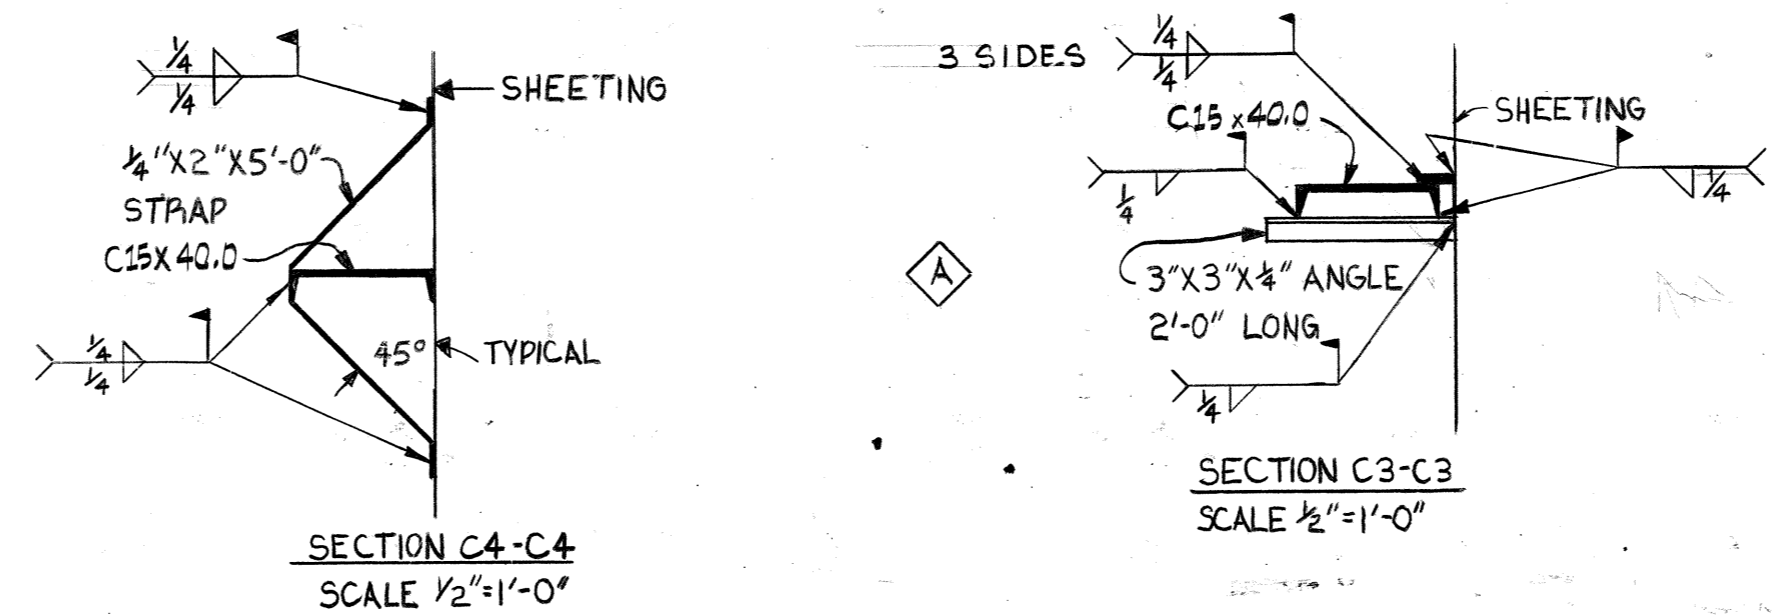 1/4
1/4
SHEETING
1/4"X2"X5'-0"
STRAP
C15X40.0
1/4
1/4
45°
TYPICAL
SECTION C4-C4
SCALE 1/2"=1'-0"
A
3 SIDES
1/4
1/4
C15x40.0
SHEETING
1/4
1/4
3"X3"X1/4" ANGLE
2'-0" LONG
1/4
SECTION C3-C3
SCALE 1/2"=1'-0"